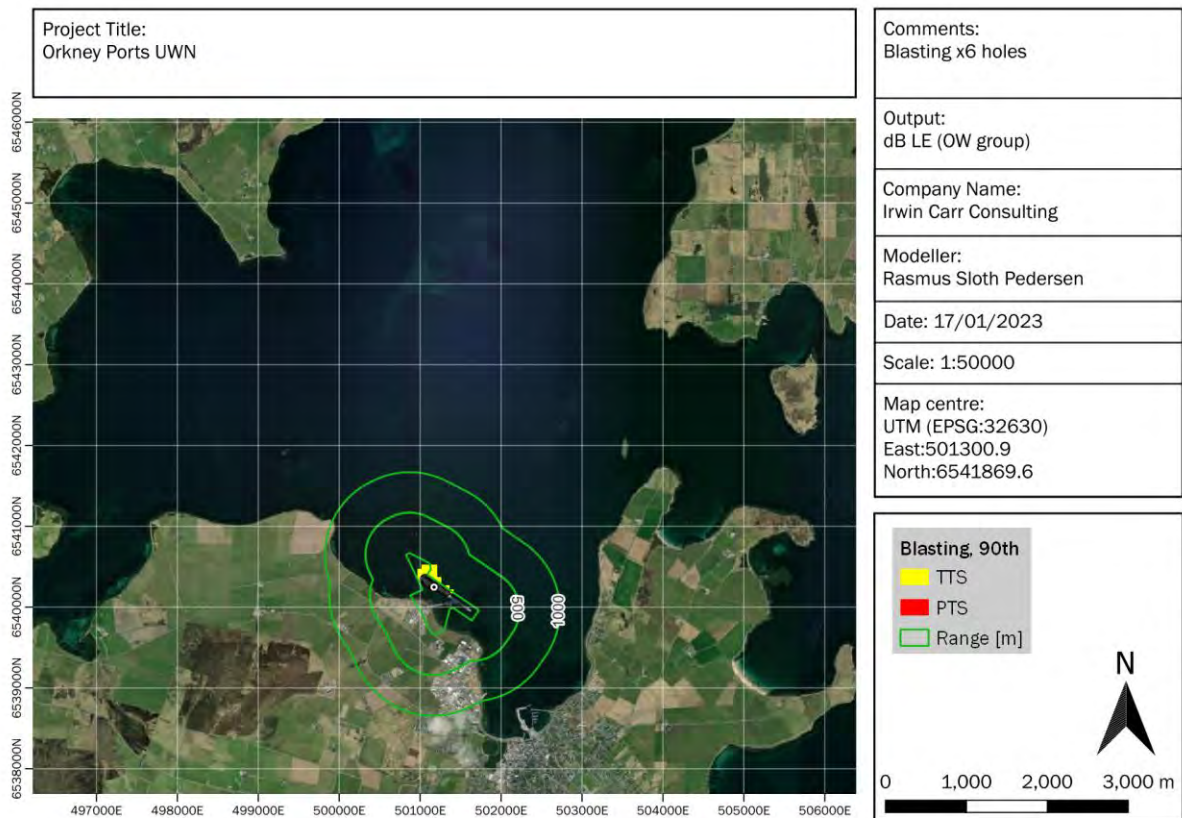 Project Title:
Orkney Ports UWN
Comments:
Blasting x6 holes
Output:
dB LE (OW group)
Company Name:
Irwin Carr Consulting
Modeller:
Rasmus Sloth Pedersen
Date: 17/01/2023
Scale: 1:50000
Map centre:
UTM (EPSG:32630)
East:501300.9
North:6541869.6
6546000N
6545000N
6544000N
6543000N
6542000N
6541000N
6540000N
6539000N
6538000N
500
1000
497000E
498000E
499000E
500000E
501000E
502000E
503000E
504000E
505000E
506000E
Blasting, 90th
TTS
PTS
Range [m]
N
0 1,000 2,000 3,000 m